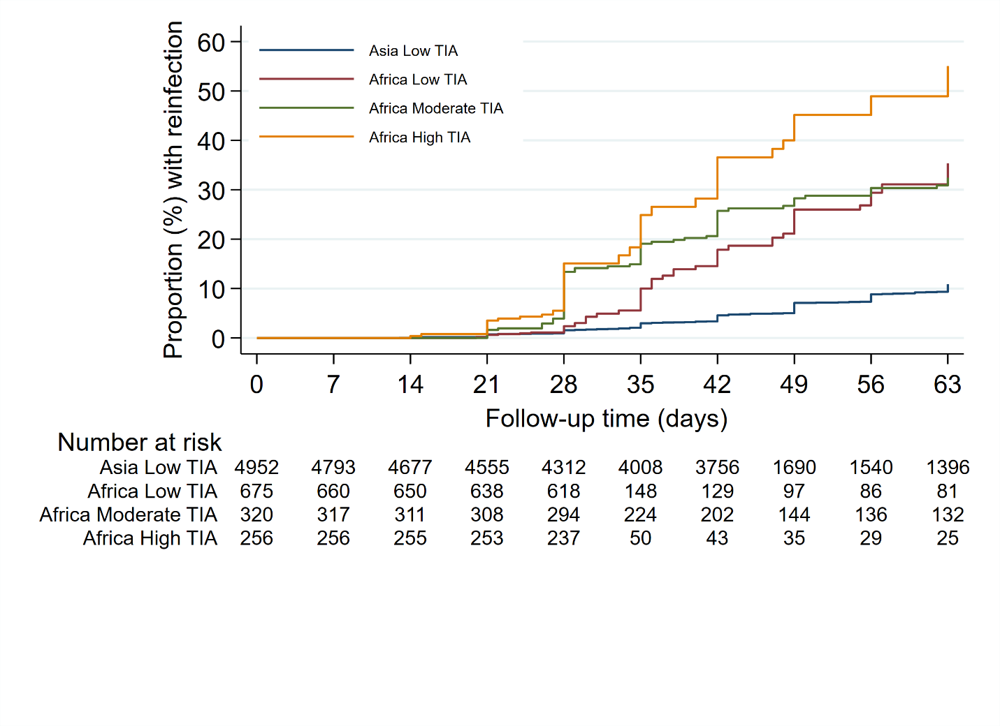 Proportion (%) with reinfection
60
50
40
30
20
10
0
Asia Low TIA
Africa Low TIA
Africa Moderate TIA
Africa High TIA
0 7 14 21 28 35 42 49 56 63
Follow-up time (days)
Number at risk
Asia Low TIA 4952 4793 4677 4555 4312 4008 3756 1690 1540 1396
Africa Low TIA 675 660 650 638 618 148 129 97 86 81
Africa Moderate TIA 320 317 311 308 294 224 202 144 136 132
Africa High TIA 256 256 255 253 237 50 43 35 29 25